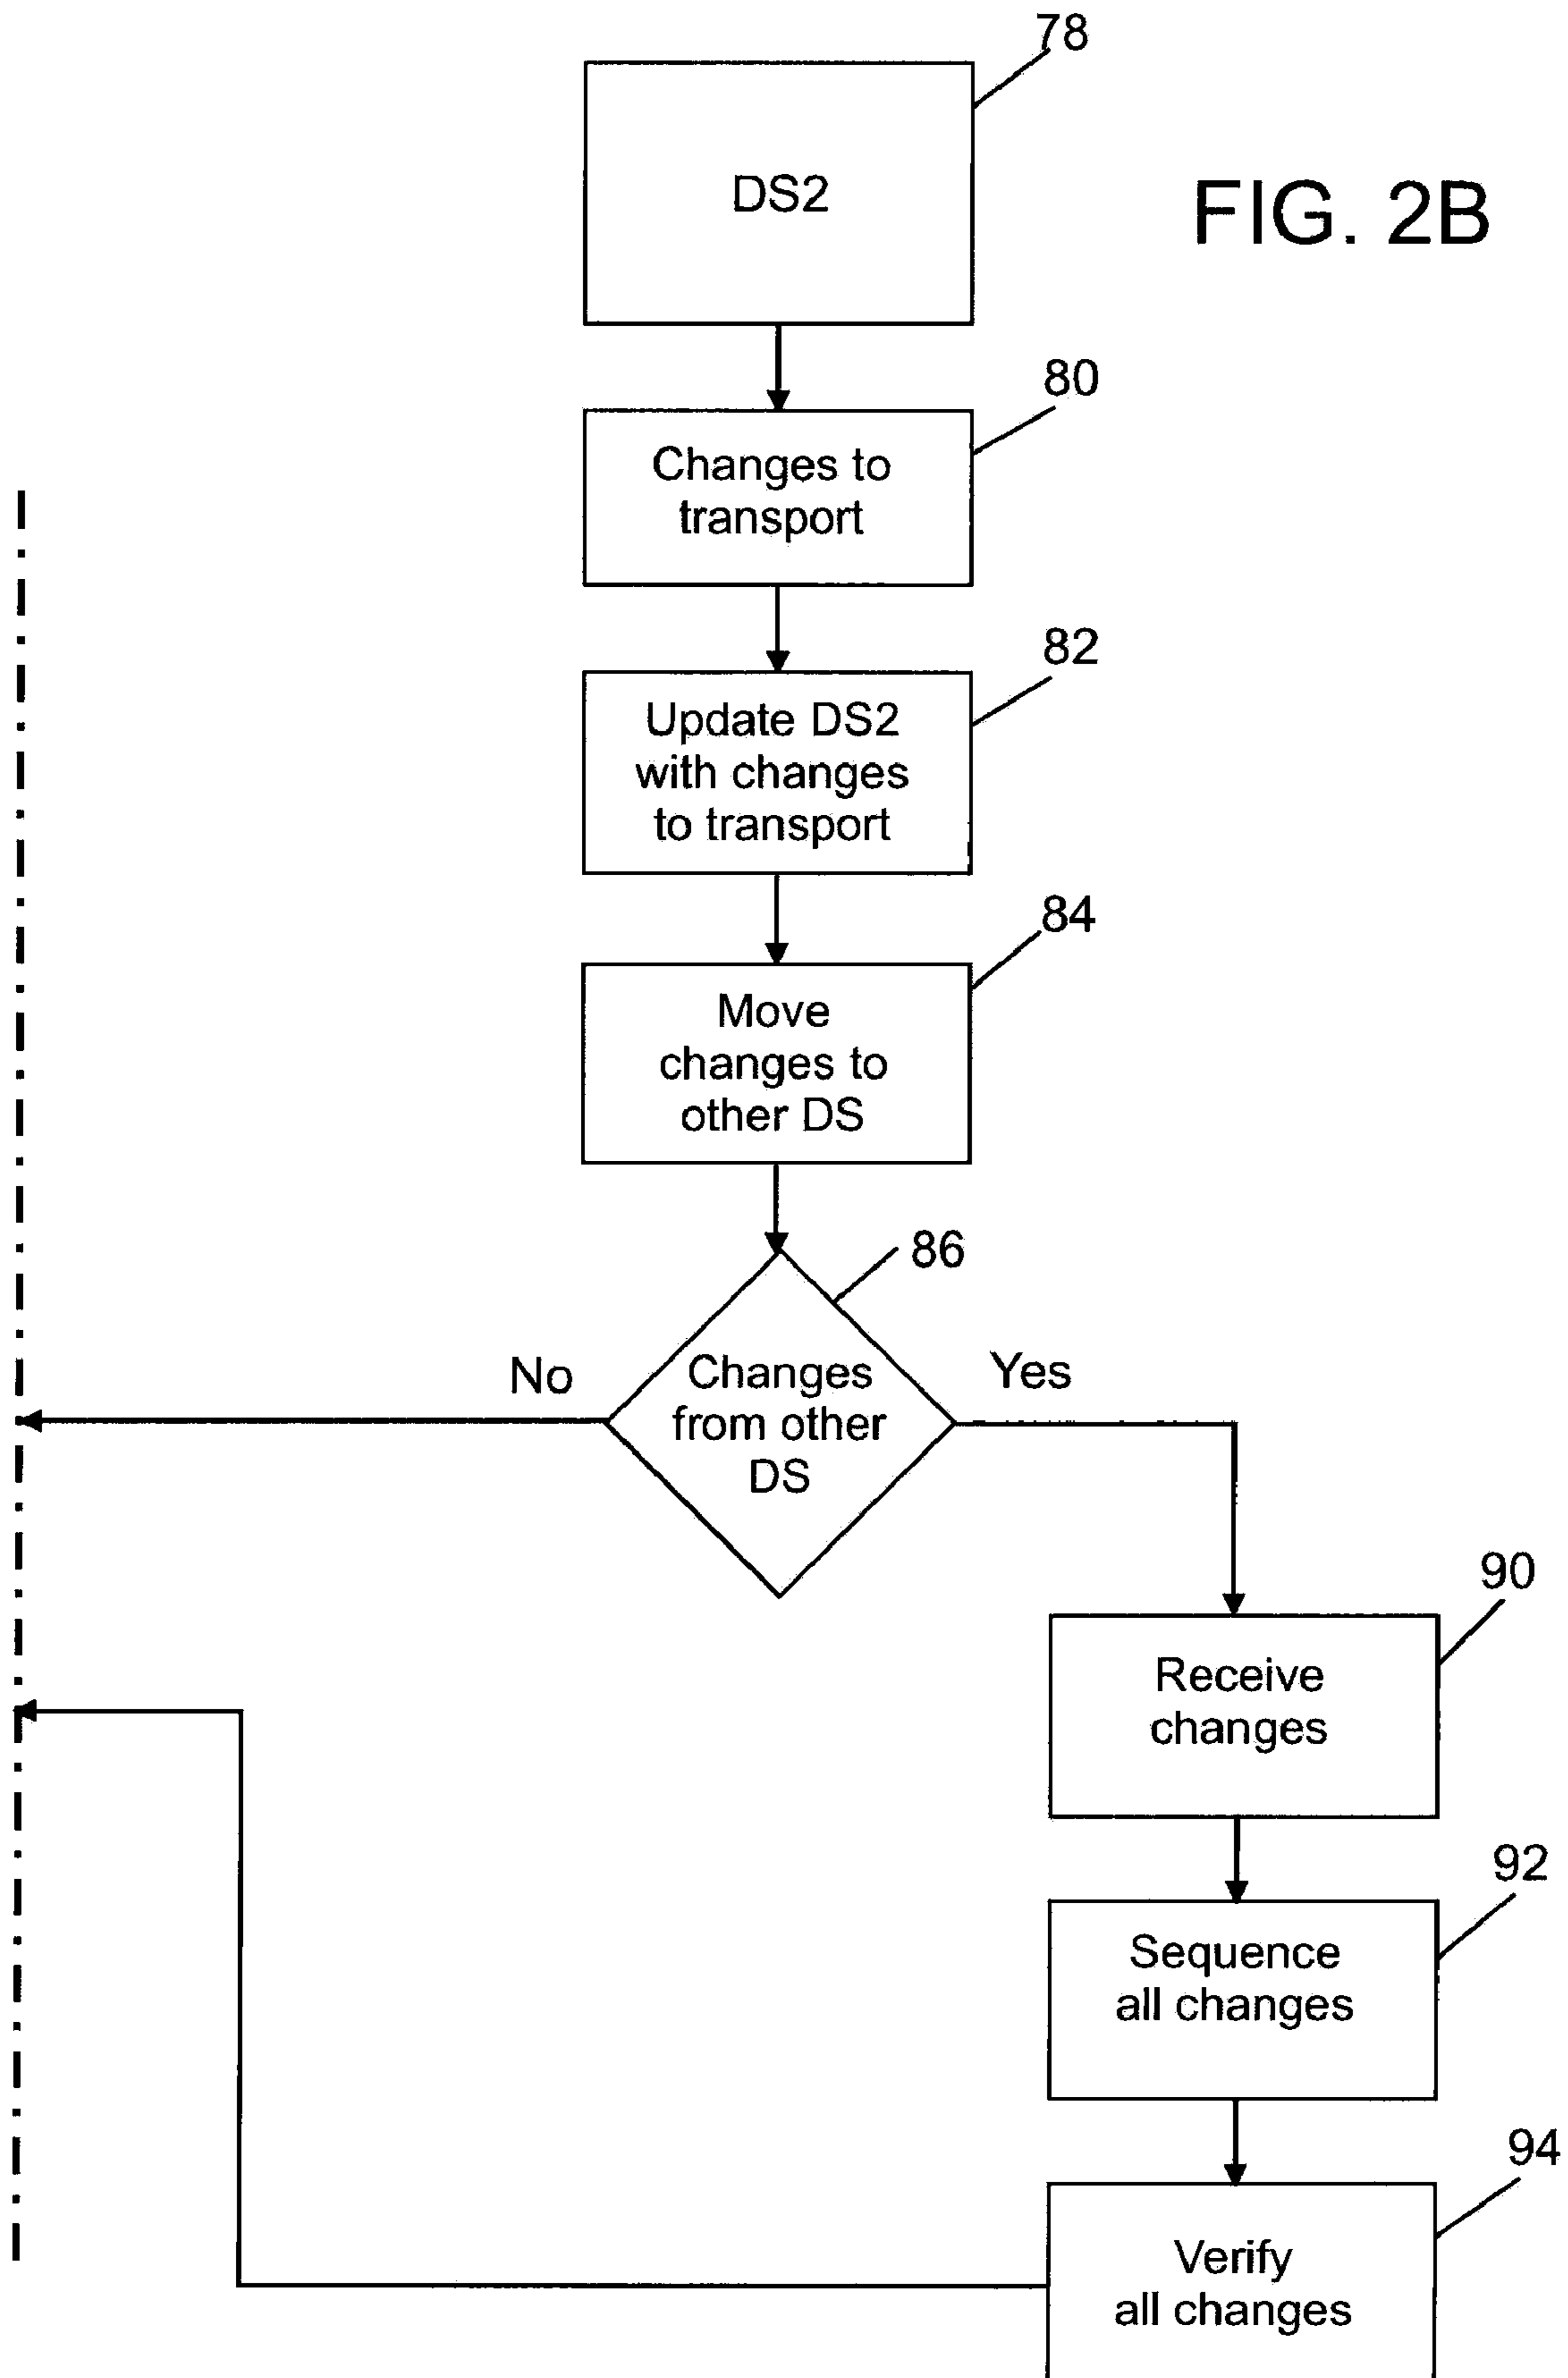 78
DS2
FIG. 2B
80
Changes to
transport
82
Update DS2
with changes
to transport
84
Move
changes to
other DS
86
No
Changes
from other
DS
Yes
90
Receive
changes
92
Sequence
all changes
94
Verify
all changes